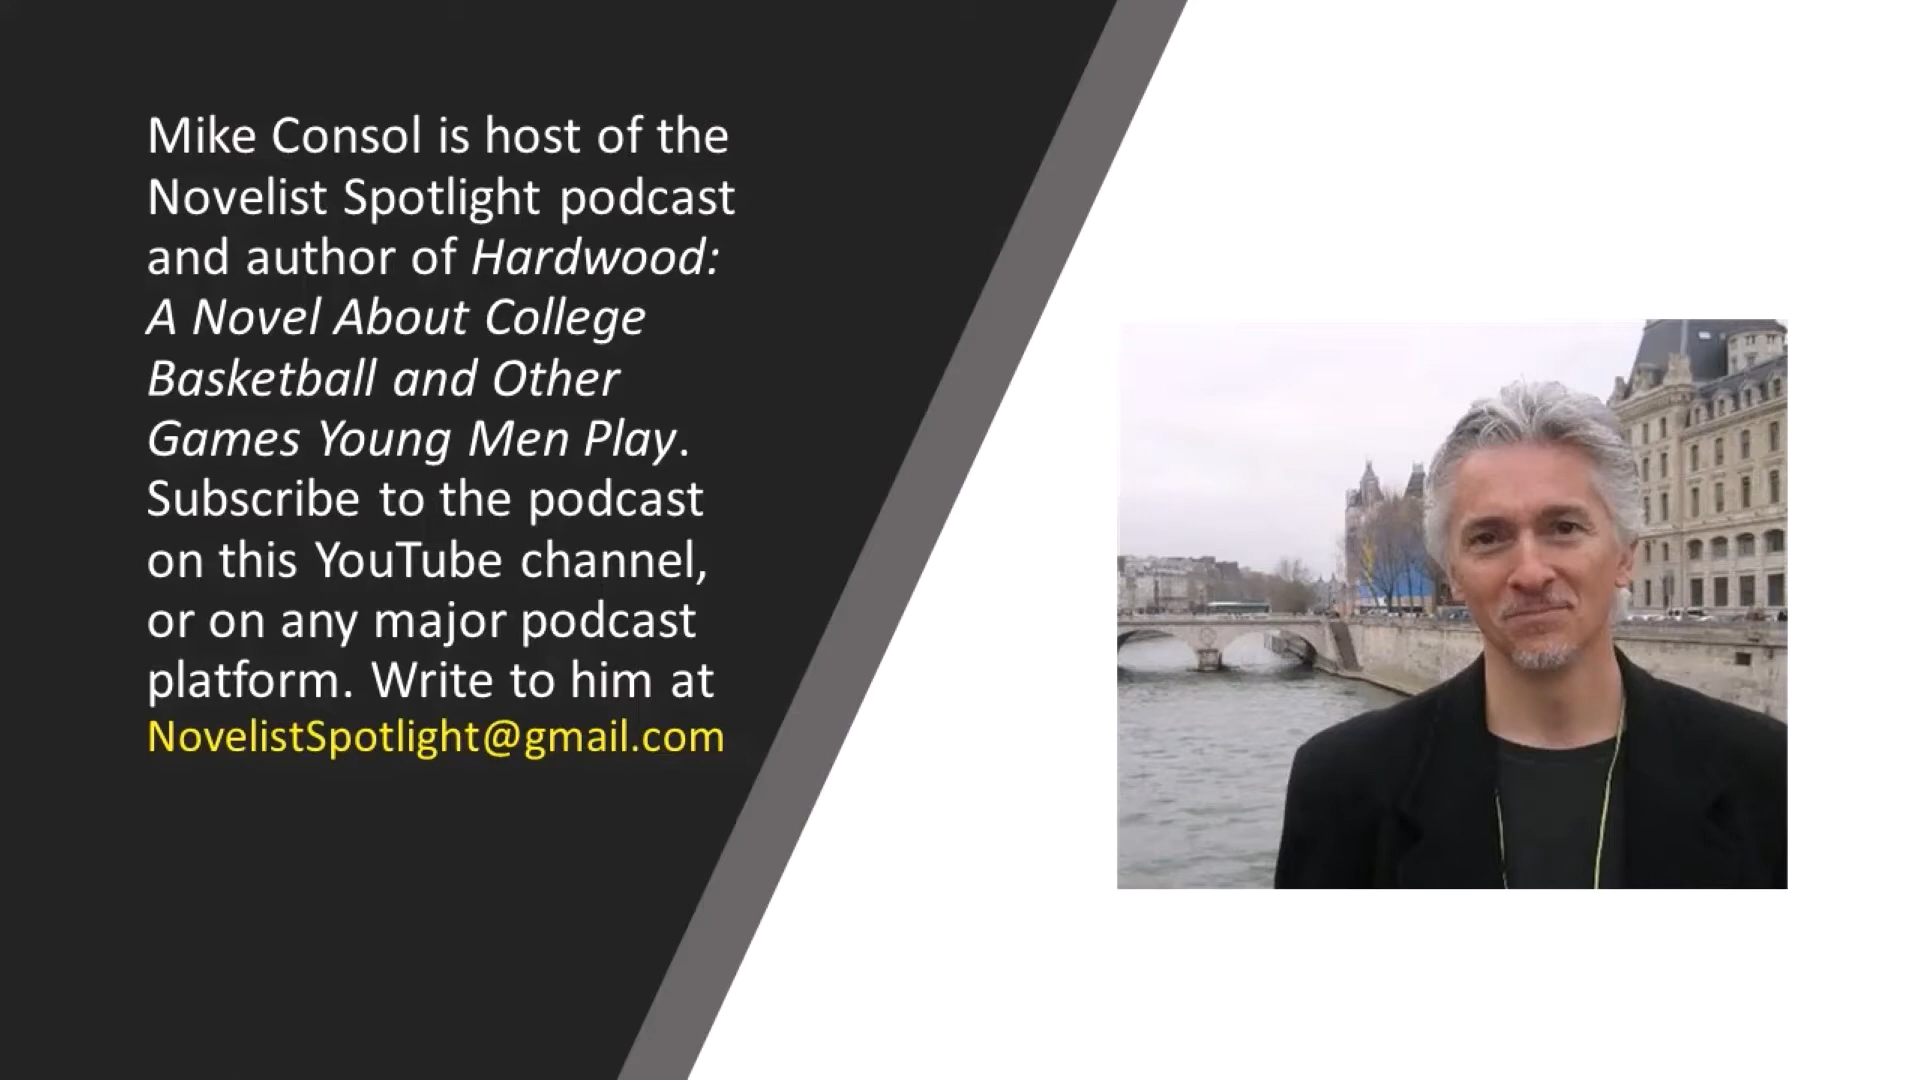 Mike Consol is host of the
Novelist Spotlight podcast
and author of Hardwood:
A Novel About College
Basketball and Other
Games Young Men Play.
Subscribe to the podcast
on this YouTube channel,
or on any major podcast
platform. Write to him at
NovelistSpotlight@gmail.com